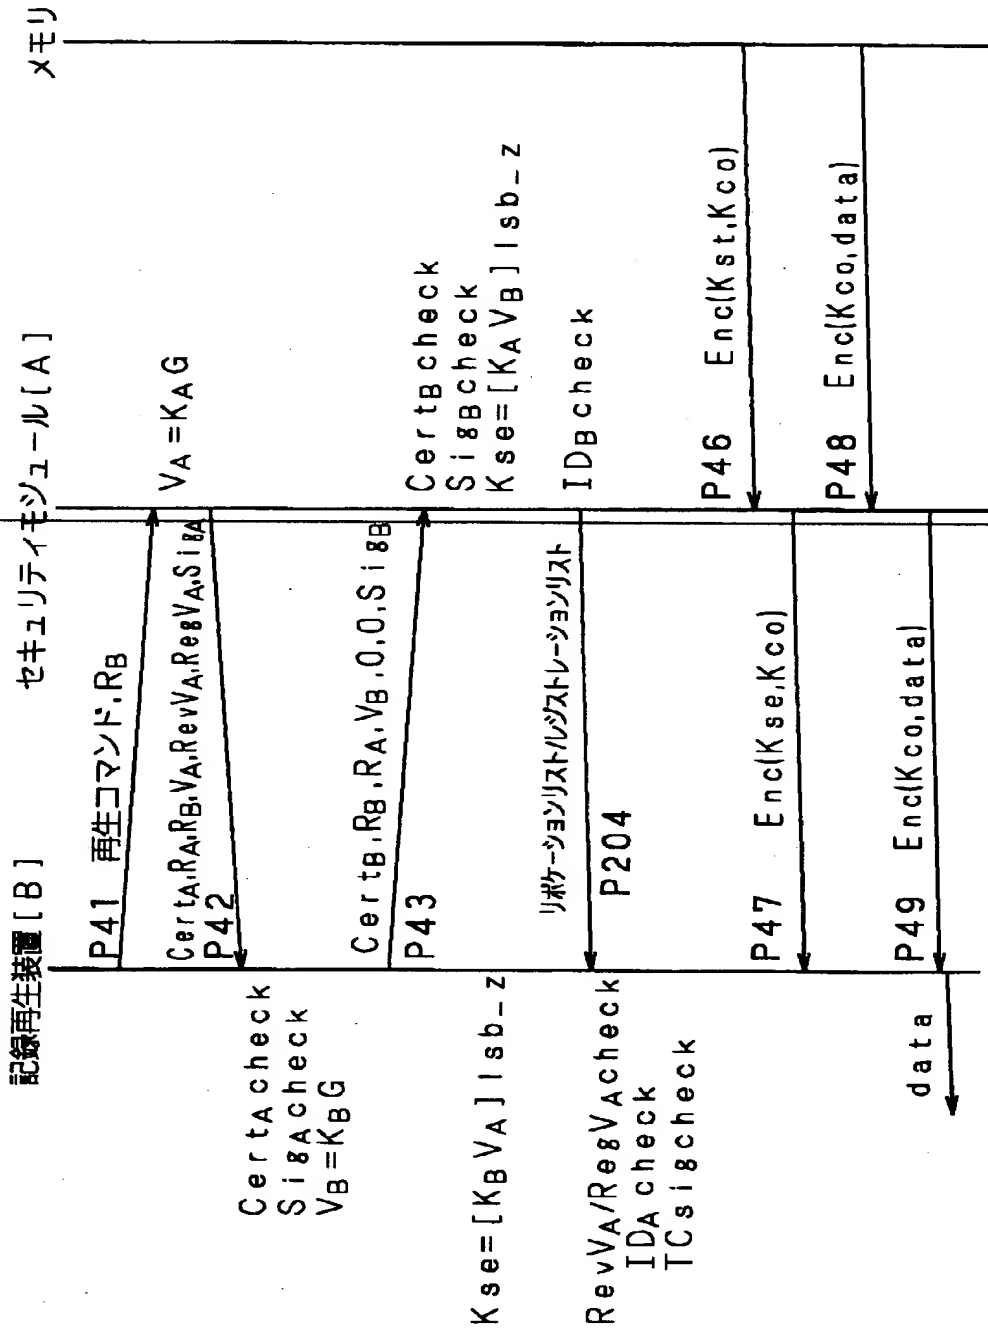 記録再生装置[B]
セキュリティモジュール[A]
メモリ
P41 再生コマンド,RB
VA=KAG
CertA,RA,RB,VA,RevVA,RegVA,SigA
P42
CertAcheck
SigAcheck
VB=KBG
CertB,RB,RA,VB,0,0,SigB
P43
CertBcheck
SigBcheck
Kse=[KAVB]lsb_z
Kse=[KBVA]lsb_z
リボケーションリスト/レジストレーションリスト
P204
IDBcheck
RevVA/RegVAcheck
IDAcheck
TCsigcheck
P46 Enc(Kst,Kco)
P47 Enc(Kse,Kco)
P48 Enc(Kco,data)
P49 Enc(Kco,data)
data